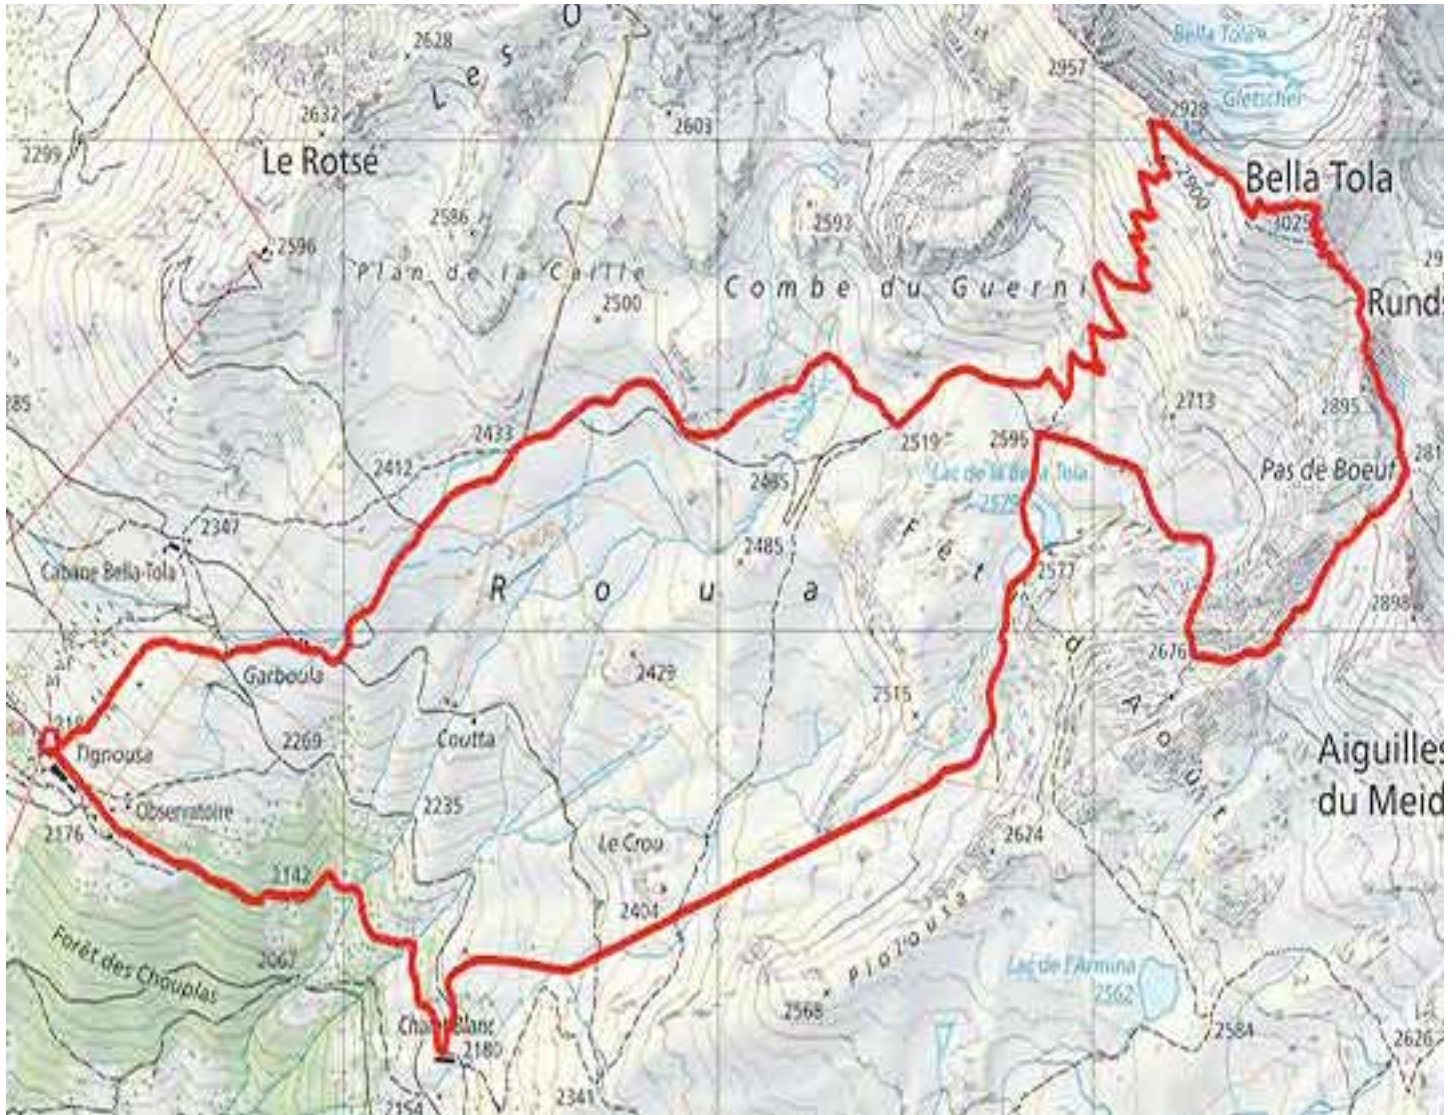 O
2628
s
Bella Tola
2957
e
Gletscher
L
2928
2632
2603
2299
Le Rotsé
2900
Bella Tola
2586
2593
3025
2596
Plan de la Caille
Combe du Guerni
2500
2713
2895
2433
2519
2596
2412
Pas de Boeuf
2485
Lac de la Bella Tola
2579
2347
2485
F
ê
t
Cabane Bella-Tola
2577
R o u a
2898
d
2676
Garboula
2429
A
2515
Tignousa
2269
Coutta
o
û
t
Aiguilles
du Meid
Observatoire
2235
2176
Le Crou
2624
2142
2404
Forêt des Chouplas
2067
Plozousa
Lac de l'Armina
2562
Chalet Blanc
2180
2568
2584
2626
2341
2154